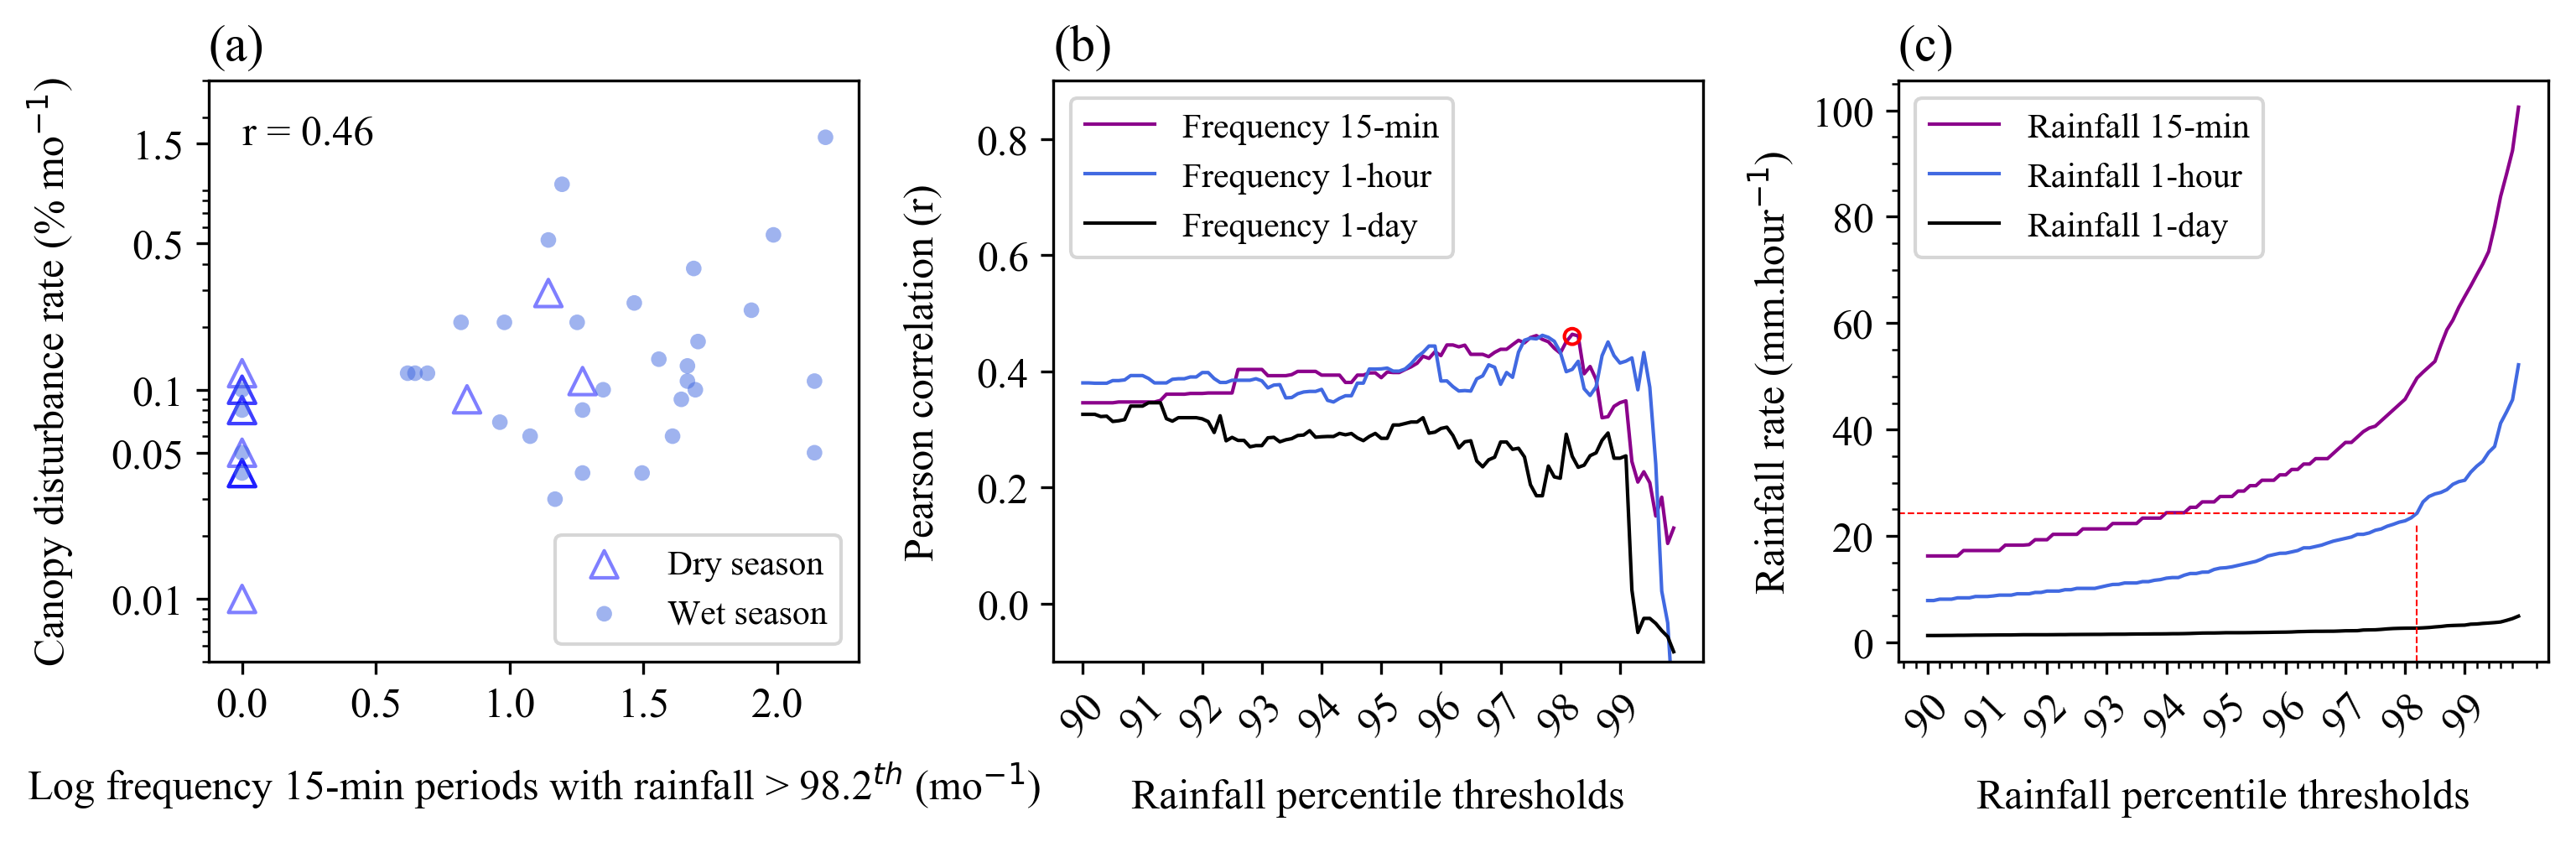 (a)
Canopy disturbance rate (% mo⁻¹)
r = 0.46
1.5
0.5
0.1
0.05
0.01
Dry season
Wet season
0.0 0.5 1.0 1.5 2.0
Log frequency 15-min periods with rainfall > 98.2ᵗʰ (mo⁻¹)
(b)
Pearson correlation (r)
0.8
0.6
0.4
0.2
0.0
Frequency 15-min
Frequency 1-hour
Frequency 1-day
90 91 92 93 94 95 96 97 98 99
Rainfall percentile thresholds
(c)
Rainfall rate (mm.hour⁻¹)
100
80
60
40
20
0
Rainfall 15-min
Rainfall 1-hour
Rainfall 1-day
90 91 92 93 94 95 96 97 98 99
Rainfall percentile thresholds